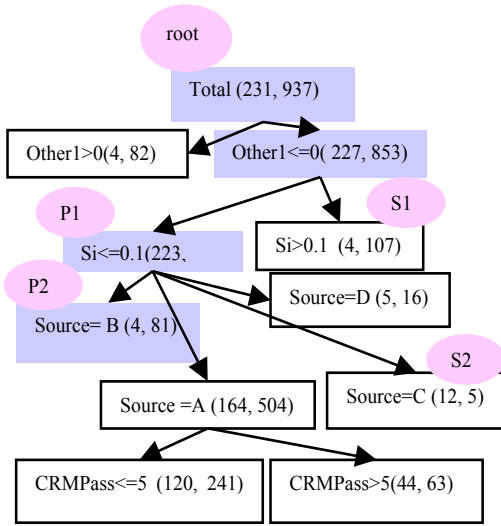 root
Total (231, 937)
Other1>0(4, 82)
Other1<=0( 227, 853)
P1
S1
Si<=0.1(223,
Si>0.1 (4, 107)
P2
Source=D (5, 16)
Source= B (4, 81)
S2
Source =A (164, 504)
Source=C (12, 5)
CRMPass<=5 (120, 241)
CRMPass>5(44, 63)